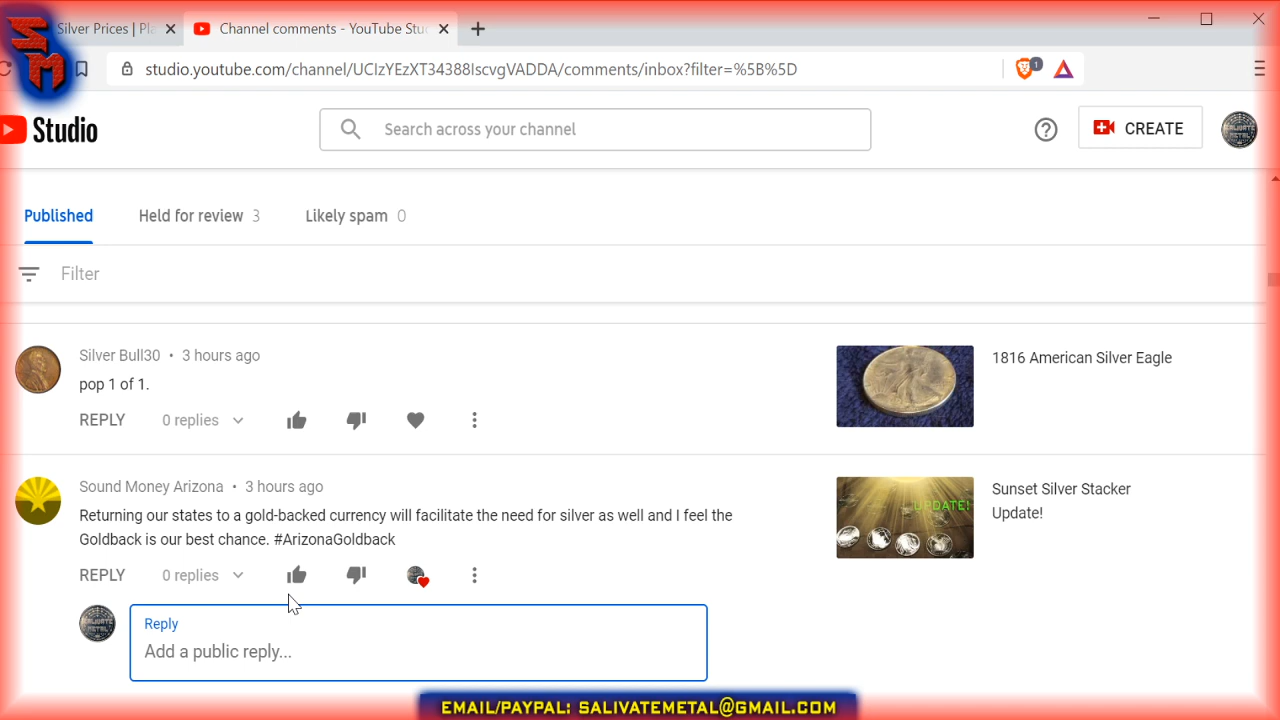 SM
Silver Prices | Pla
Channel comments - YouTube Stu
studio.youtube.com/channel/UCIzYEzXT34388IscvgVADDA/comments/inbox?filter=%5B%5D
1
Studio
Search across your channel
CREATE
Published
Held for review 3
Likely spam 0
Filter
Silver Bull30 • 3 hours ago
pop 1 of 1.
REPLY
0 replies
1816 American Silver Eagle
Sound Money Arizona • 3 hours ago
Returning our states to a gold-backed currency will facilitate the need for silver as well and I feel the
Goldback is our best chance. #ArizonaGoldback
REPLY
0 replies
UPDATE!
Sunset Silver Stacker
Update!
Reply
Add a public reply...
EMAIL/PAYPAL: SALIVATEMETAL@GMAIL.COM